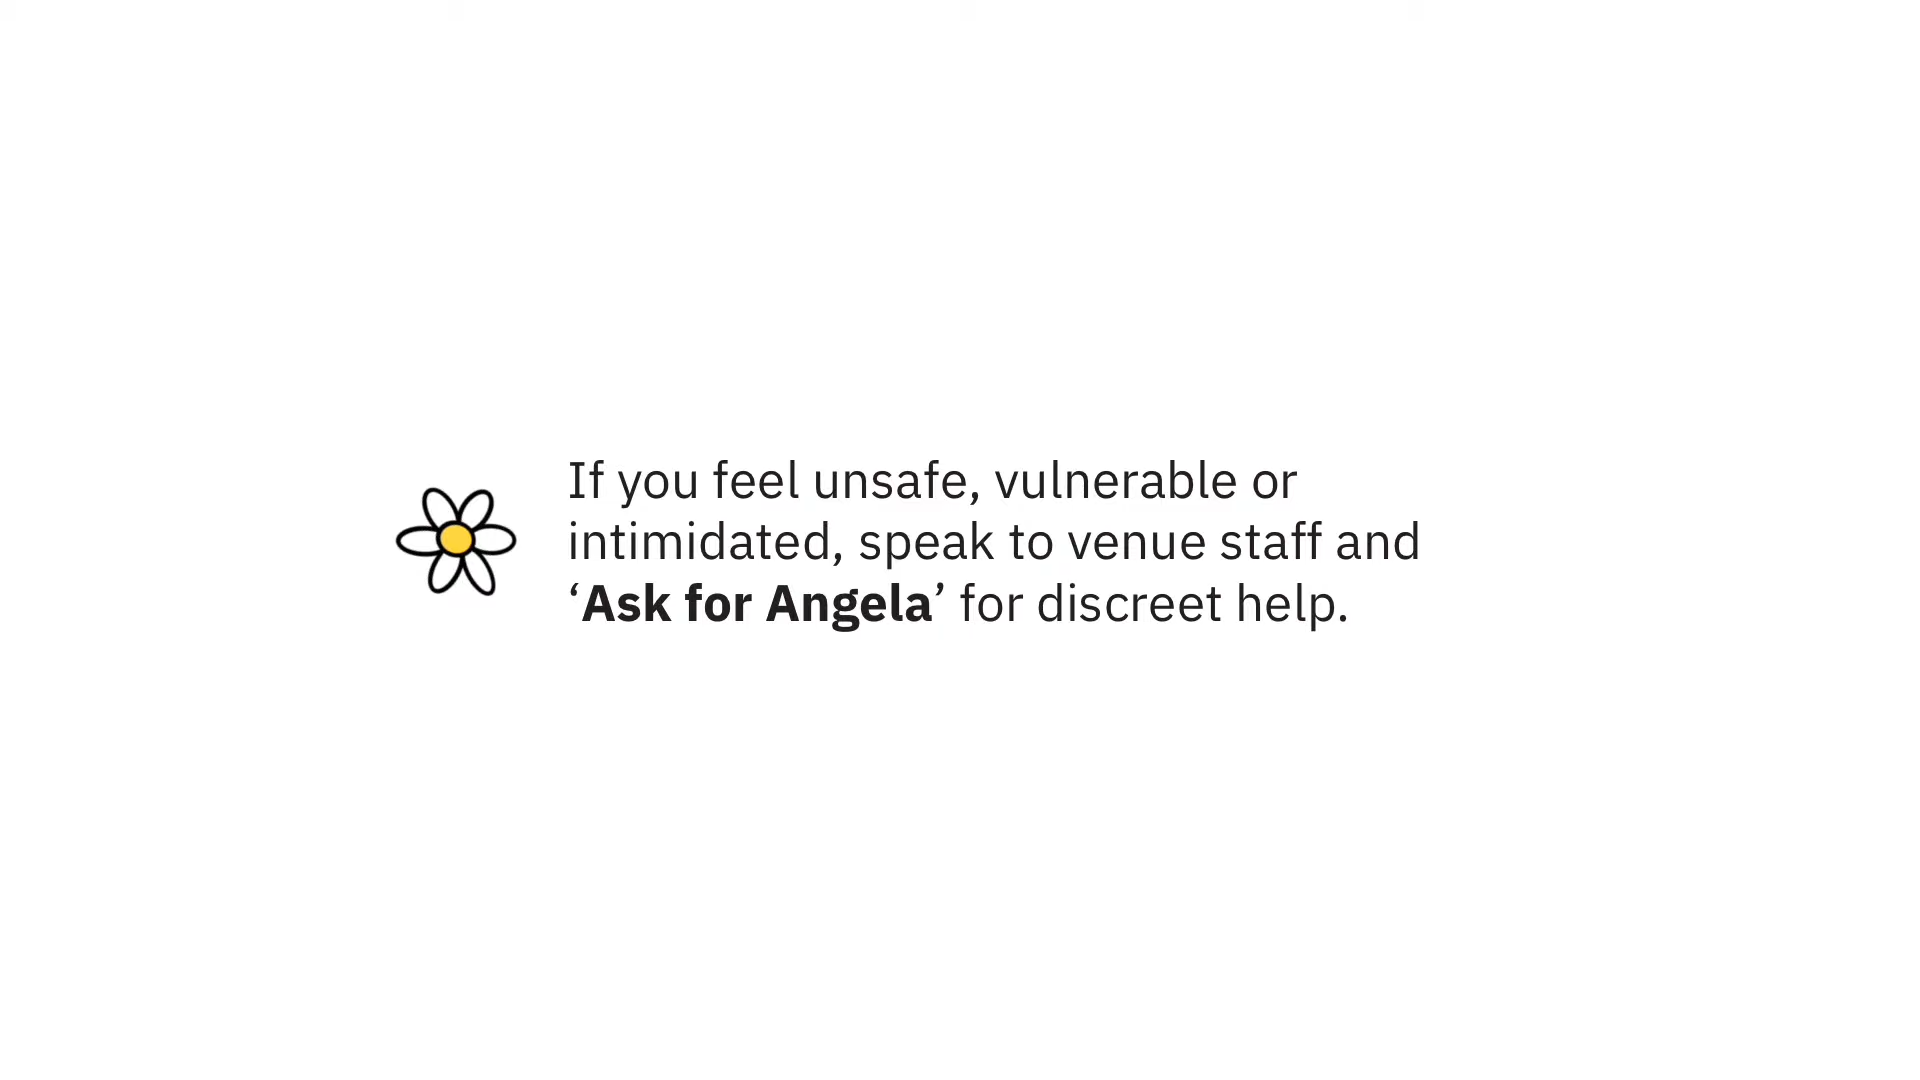 If you feel unsafe, vulnerable or
intimidated, speak to venue staff and
‘Ask for Angela’ for discreet help.